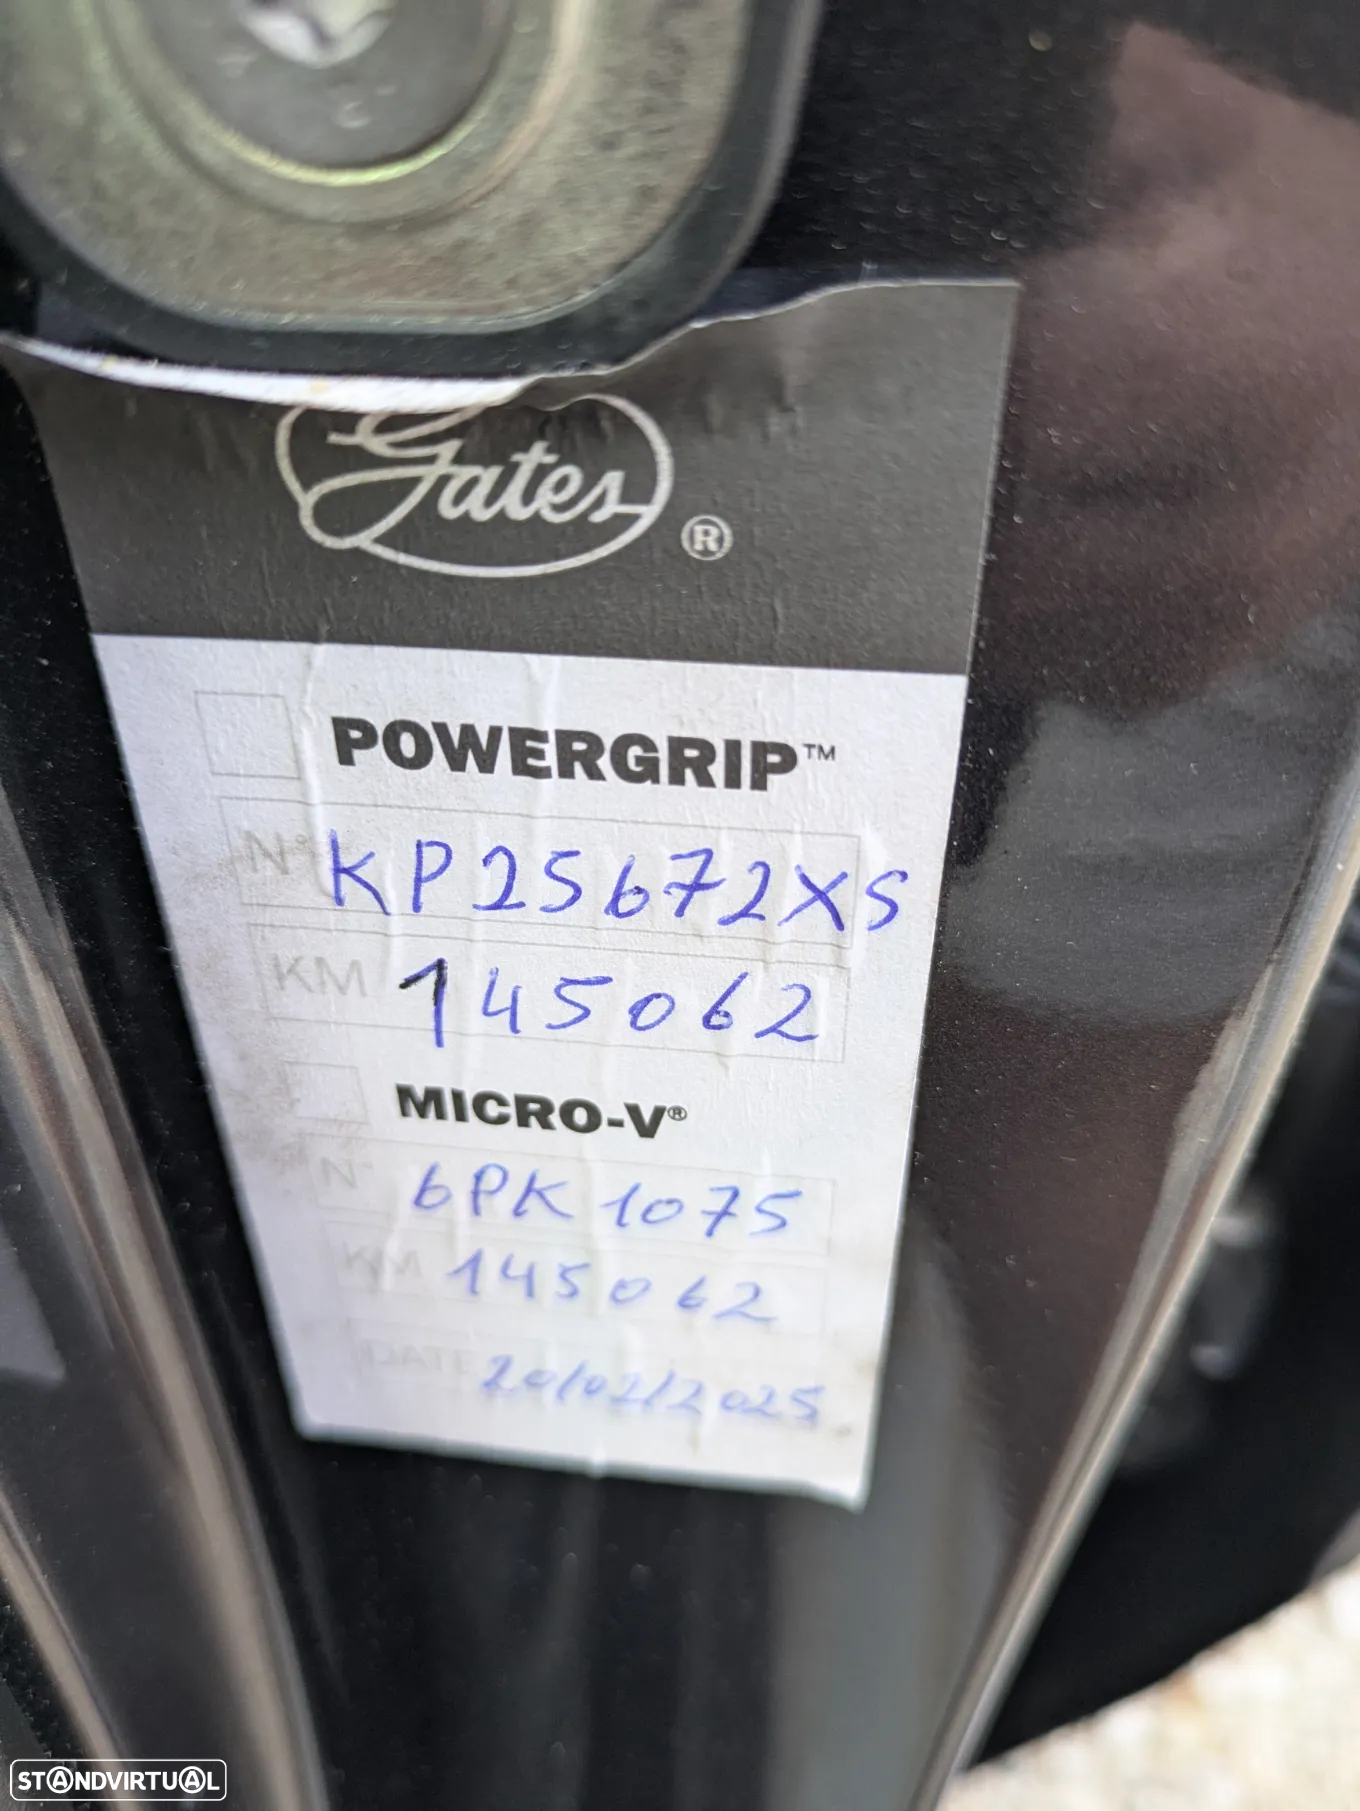 Gates ®
POWERGRIP™
N° KP25672XS
KM 145062
MICRO-V®
N° 6PK1075
KM 145062
DATE 20/02/2025
STANDVIRTUAL